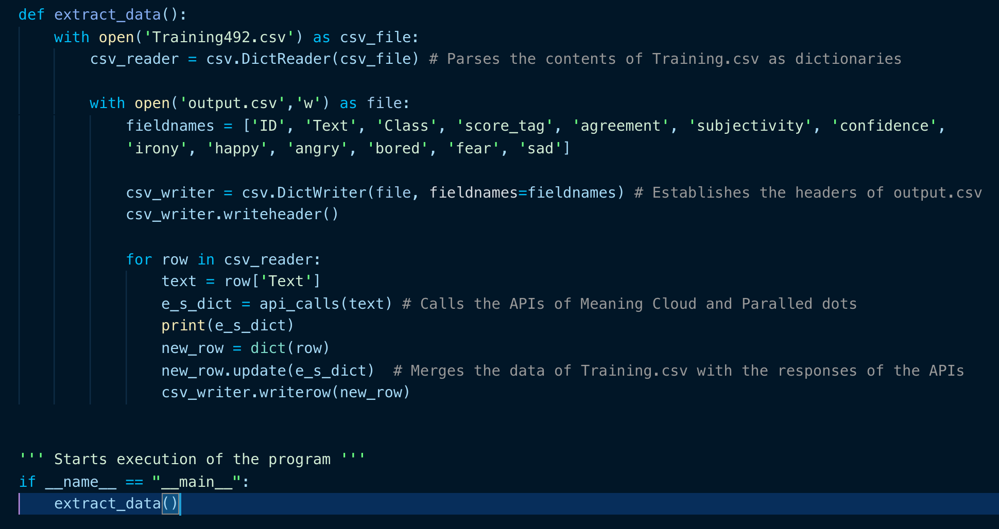 def extract_data():
    with open('Training492.csv') as csv_file:
        csv_reader = csv.DictReader(csv_file) # Parses the contents of Training.csv as dictionaries

        with open('output.csv','w') as file:
            fieldnames = ['ID', 'Text', 'Class', 'score_tag', 'agreement', 'subjectivity', 'confidence',
            'irony', 'happy', 'angry', 'bored', 'fear', 'sad']

            csv_writer = csv.DictWriter(file, fieldnames=fieldnames) # Establishes the headers of output.csv
            csv_writer.writeheader()

            for row in csv_reader:
                text = row['Text']
                e_s_dict = api_calls(text) # Calls the APIs of Meaning Cloud and Paralled dots
                print(e_s_dict)
                new_row = dict(row)
                new_row.update(e_s_dict)  # Merges the data of Training.csv with the responses of the APIs
                csv_writer.writerow(new_row)


''' Starts execution of the program '''
if __name__ == "__main__":
    extract_data()